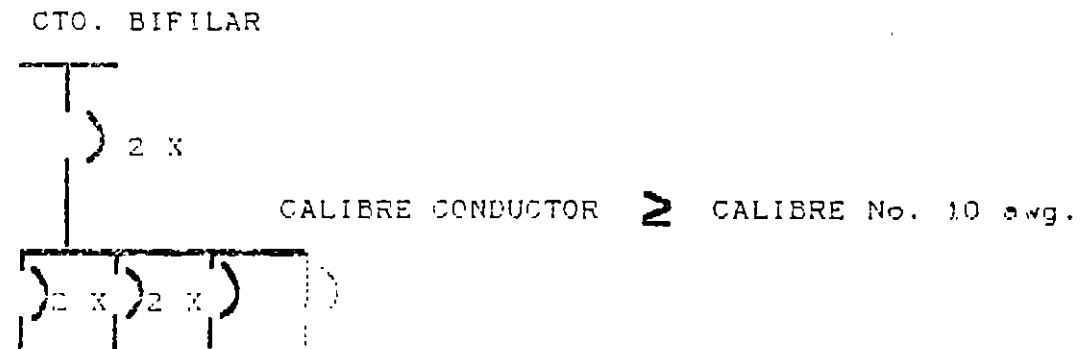 CTO. BIFILAR
2 X
CALIBRE CONDUCTOR ≥ CALIBRE No. 10 awg.
2 X 2 X